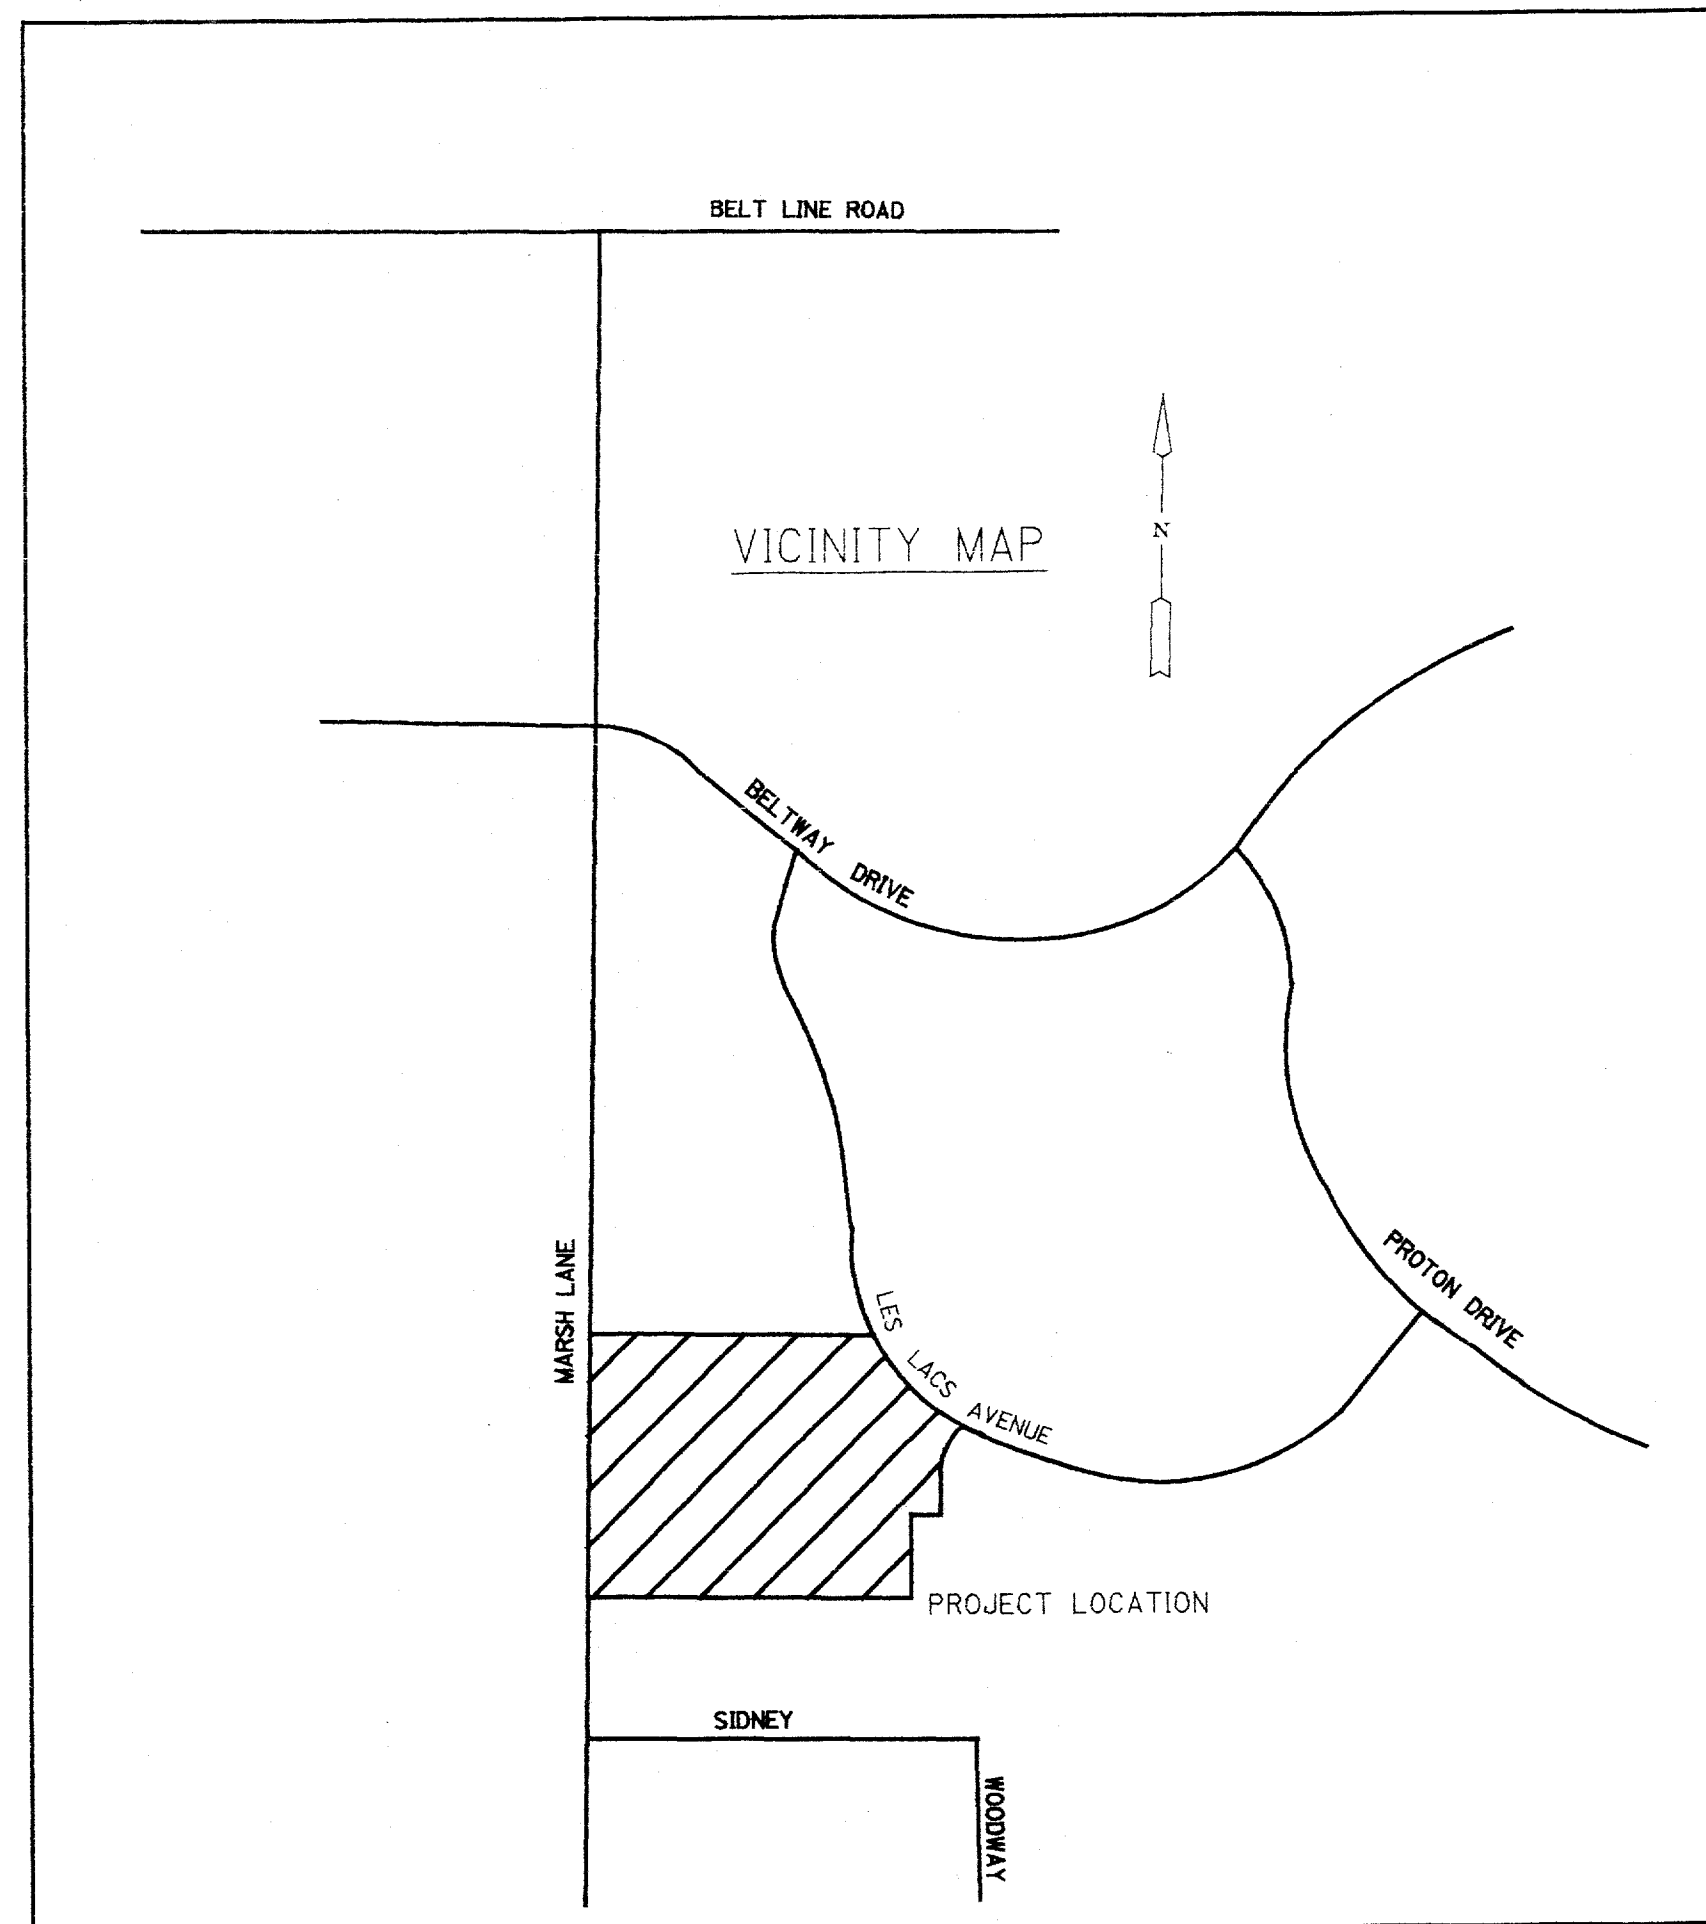 BELT LINE ROAD
N
VICINITY MAP
BELTWAY DRIVE
MARSH LANE
LES LACS AVENUE
PROTON DRIVE
PROJECT LOCATION
SIDNEY
WOODWAY